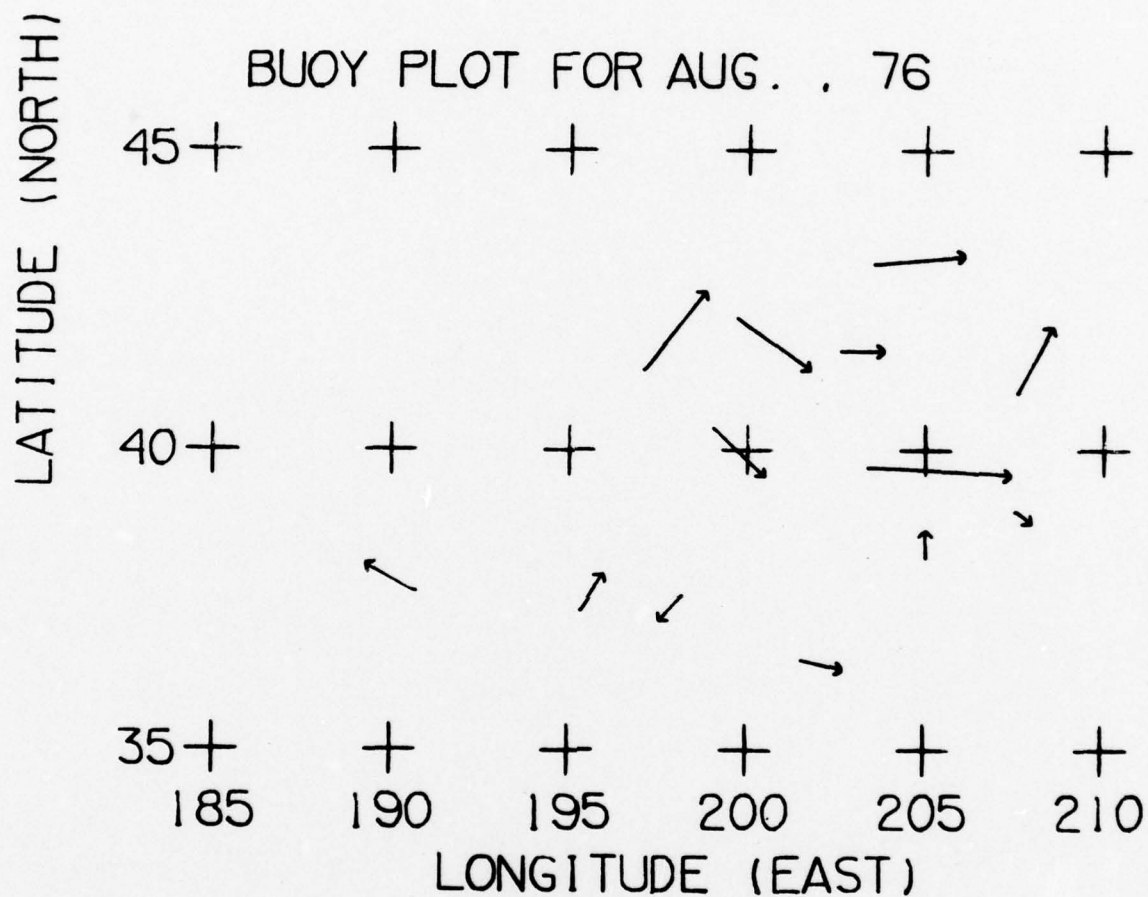 BUOY PLOT FOR AUG. . 76
LATITUDE (NORTH)
45
40
35
185 190 195 200 205 210
LONGITUDE (EAST)